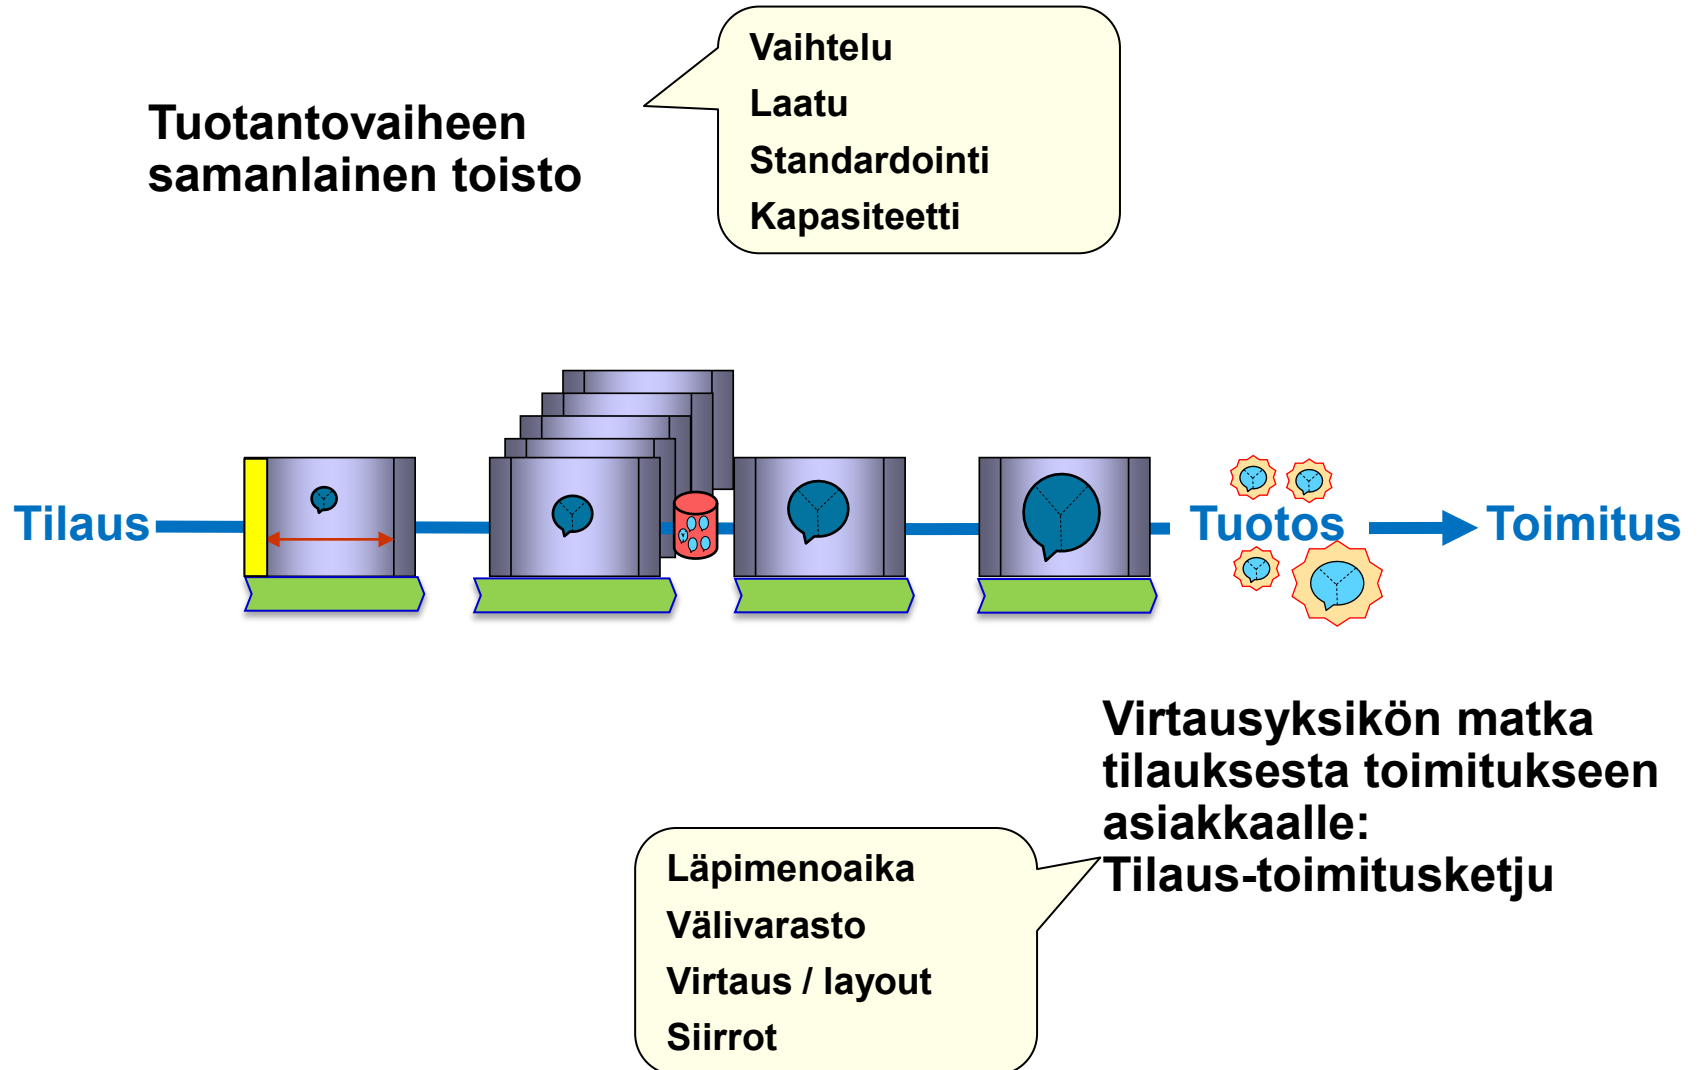 Vaihtelu
Laatu
Standardointi
Kapasiteetti
Tuotantovaiheen
samanlainen toisto
Tilaus
Tuotos
Toimitus
Virtausyksikön matka
tilauksesta toimitukseen
asiakkaalle:
Tilaus-toimitusketju
Läpimenoaika
Välivarasto
Virtaus / layout
Siirrot